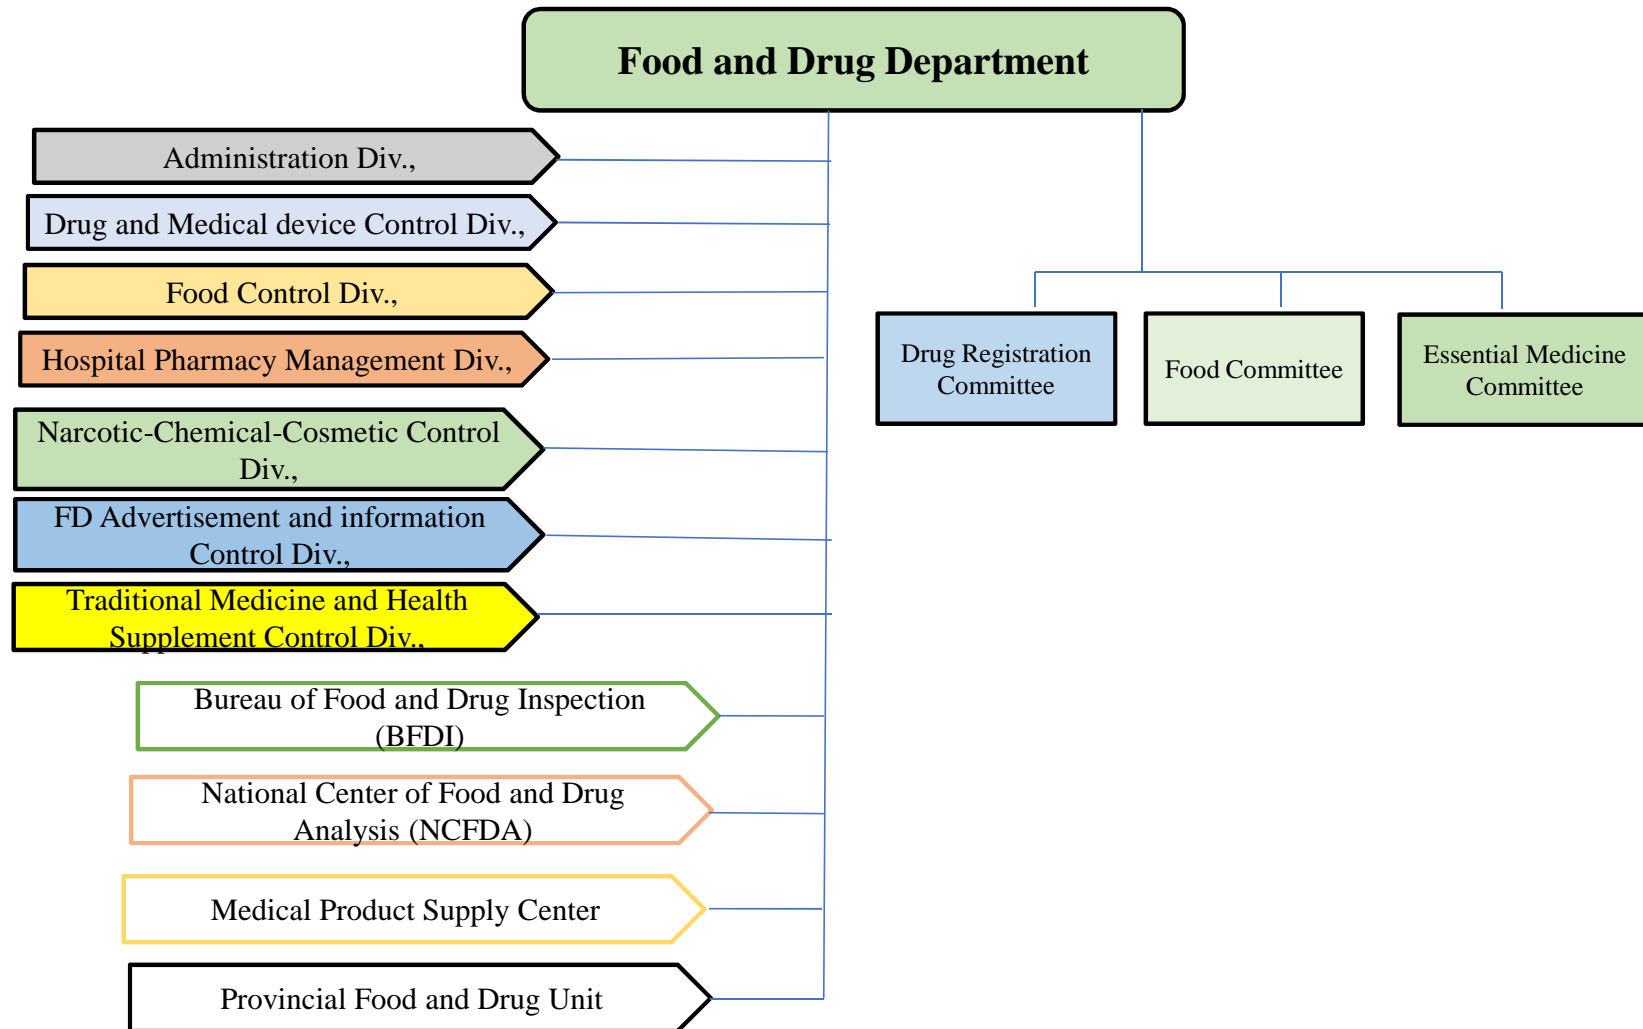 Food and Drug Department
Administration Div.,
Drug and Medical device Control Div.,
Food Control Div.,
Hospital Pharmacy Management Div.,
Narcotic-Chemical-Cosmetic Control
Div.,
FD Advertisement and information
Control Div.,
Traditional Medicine and Health
Supplement Control Div.,
Bureau of Food and Drug Inspection
(BFDI)
National Center of Food and Drug
Analysis (NCFDA)
Medical Product Supply Center
Provincial Food and Drug Unit
Drug Registration
Committee
Food Committee
Essential Medicine
Committee